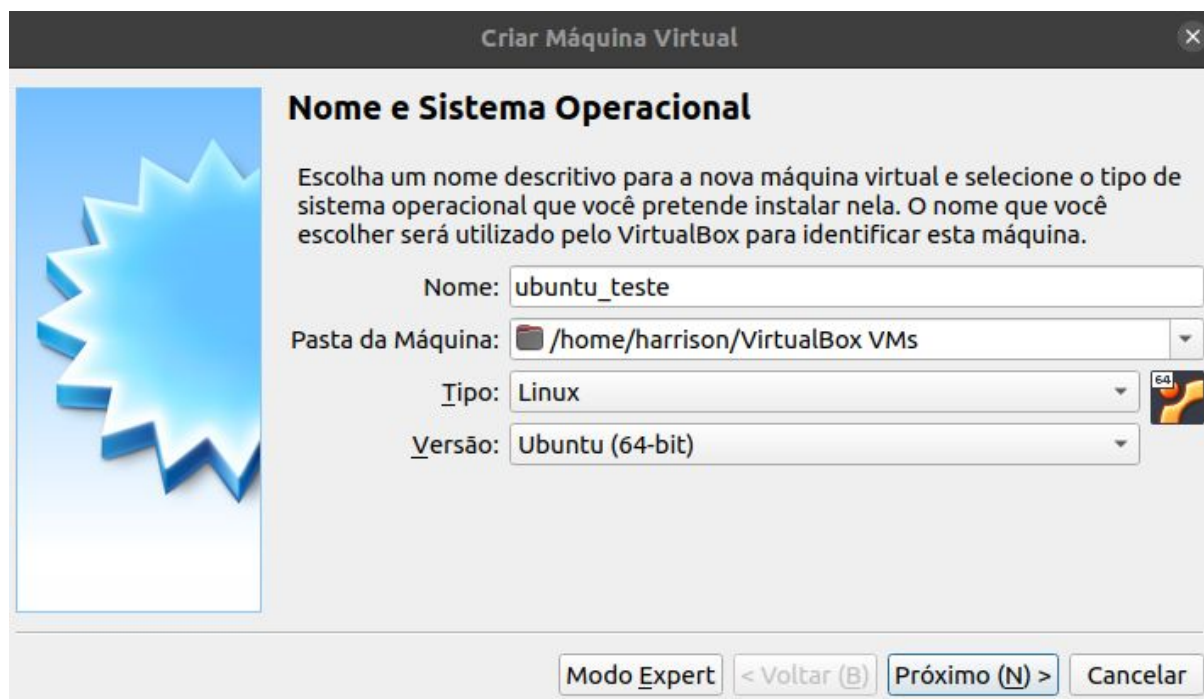 Criar Máquina Virtual
Nome e Sistema Operacional
Escolha um nome descritivo para a nova máquina virtual e selecione o tipo de
sistema operacional que você pretende instalar nela. O nome que você
escolher será utilizado pelo VirtualBox para identificar esta máquina.
Nome: ubuntu_teste
Pasta da Máquina: /home/harrison/VirtualBox VMs
Tipo: Linux
64
Versão: Ubuntu (64-bit)
Modo Expert < Voltar (B) Próximo (N) > Cancelar